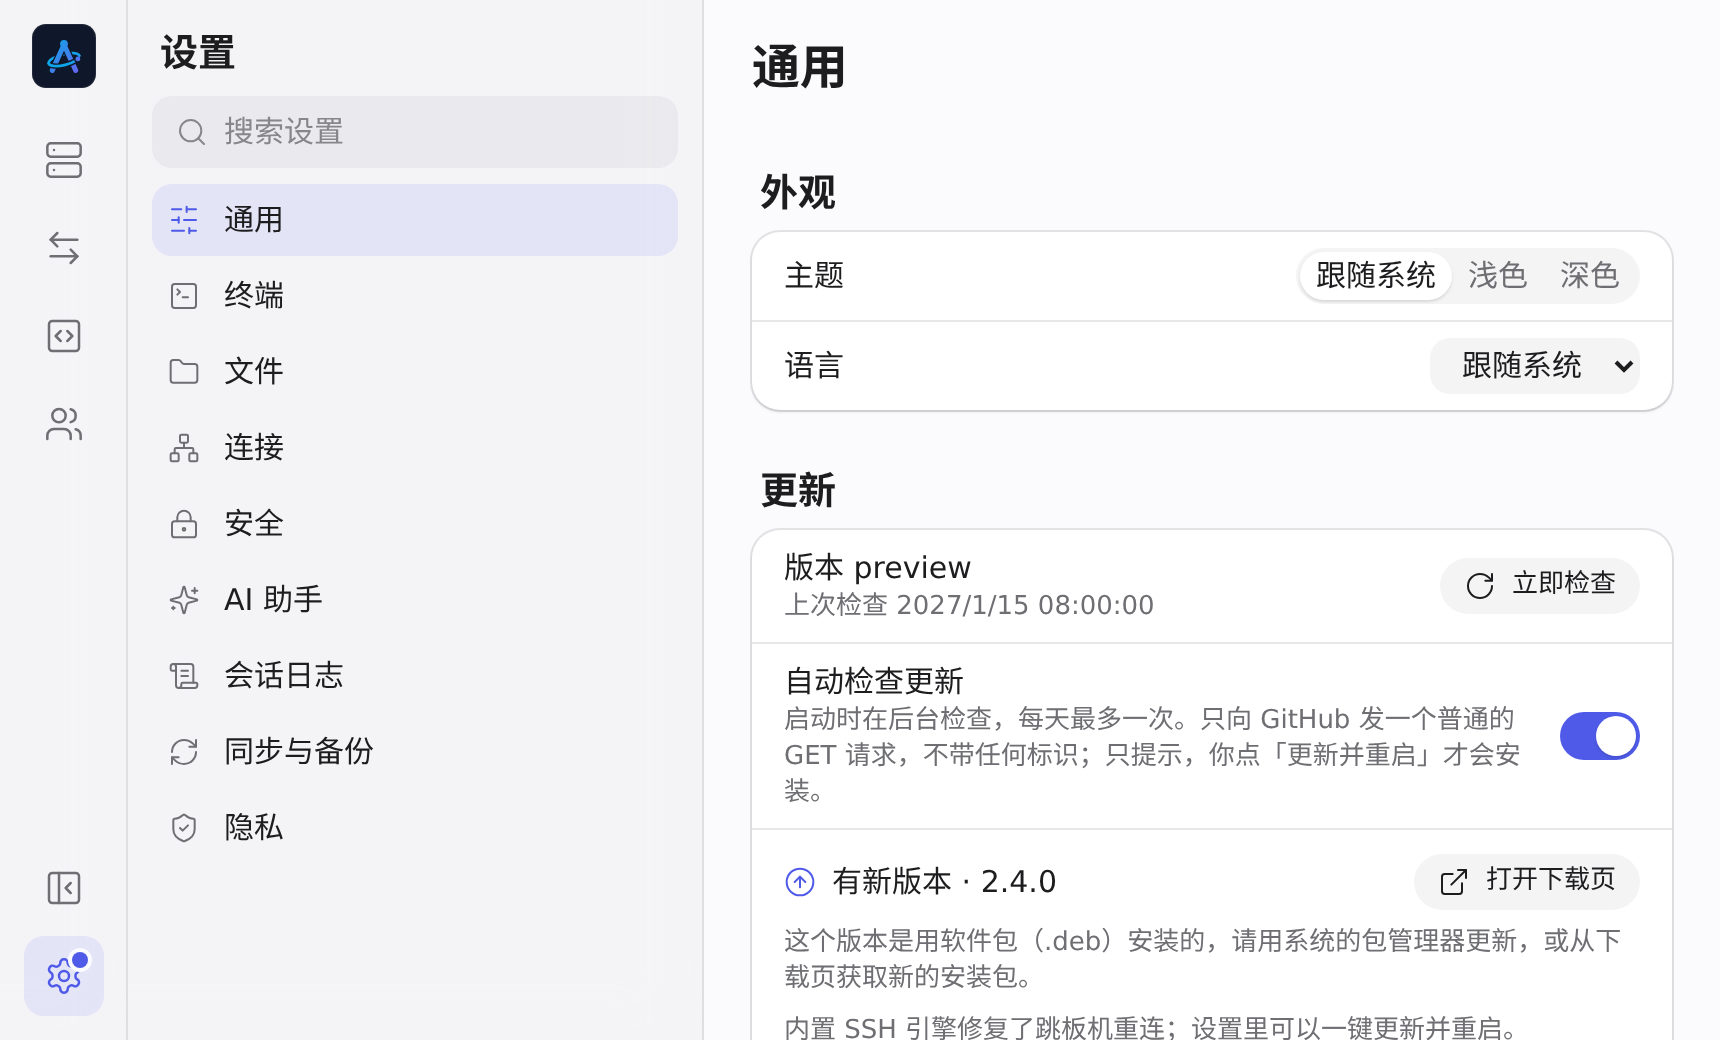 设置
搜索设置
通用
终端
文件
连接
安全
AI 助手
会话日志
同步与备份
隐私
通用
外观
主题
跟随系统 浅色 深色
语言
跟随系统
更新
版本 preview
上次检查 2027/1/15 08:00:00
立即检查
自动检查更新
启动时在后台检查，每天最多一次。只向 GitHub 发一个普通的
GET 请求，不带任何标识；只提示，你点「更新并重启」才会安
装。
有新版本 · 2.4.0
打开下载页
这个版本是用软件包（.deb）安装的，请用系统的包管理器更新，或从下
载页获取新的安装包。
内置 SSH 引擎修复了跳板机重连；设置里可以一键更新并重启。